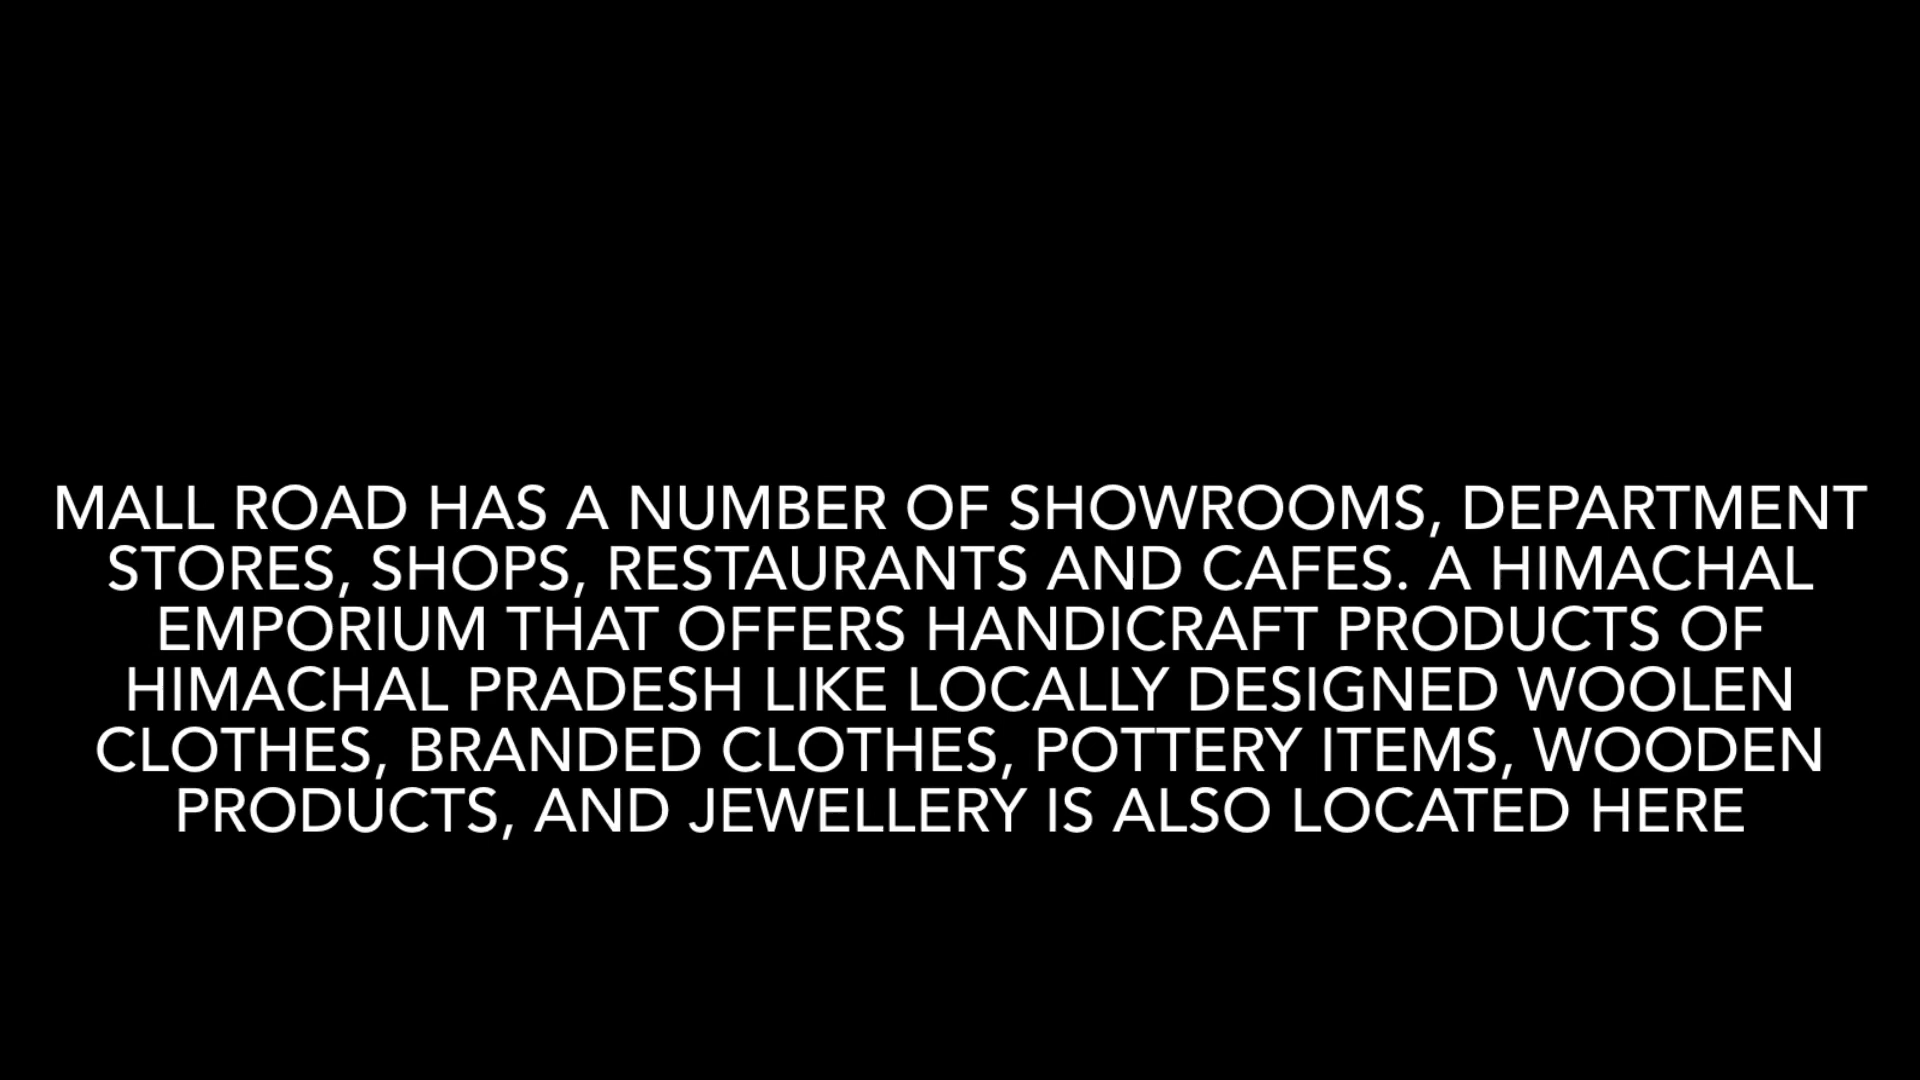 MALL ROAD HAS A NUMBER OF SHOWROOMS, DEPARTMENT
STORES, SHOPS, RESTAURANTS AND CAFES. A HIMACHAL
EMPORIUM THAT OFFERS HANDICRAFT PRODUCTS OF
HIMACHAL PRADESH LIKE LOCALLY DESIGNED WOOLEN
CLOTHES, BRANDED CLOTHES, POTTERY ITEMS, WOODEN
PRODUCTS, AND JEWELLERY IS ALSO LOCATED HERE